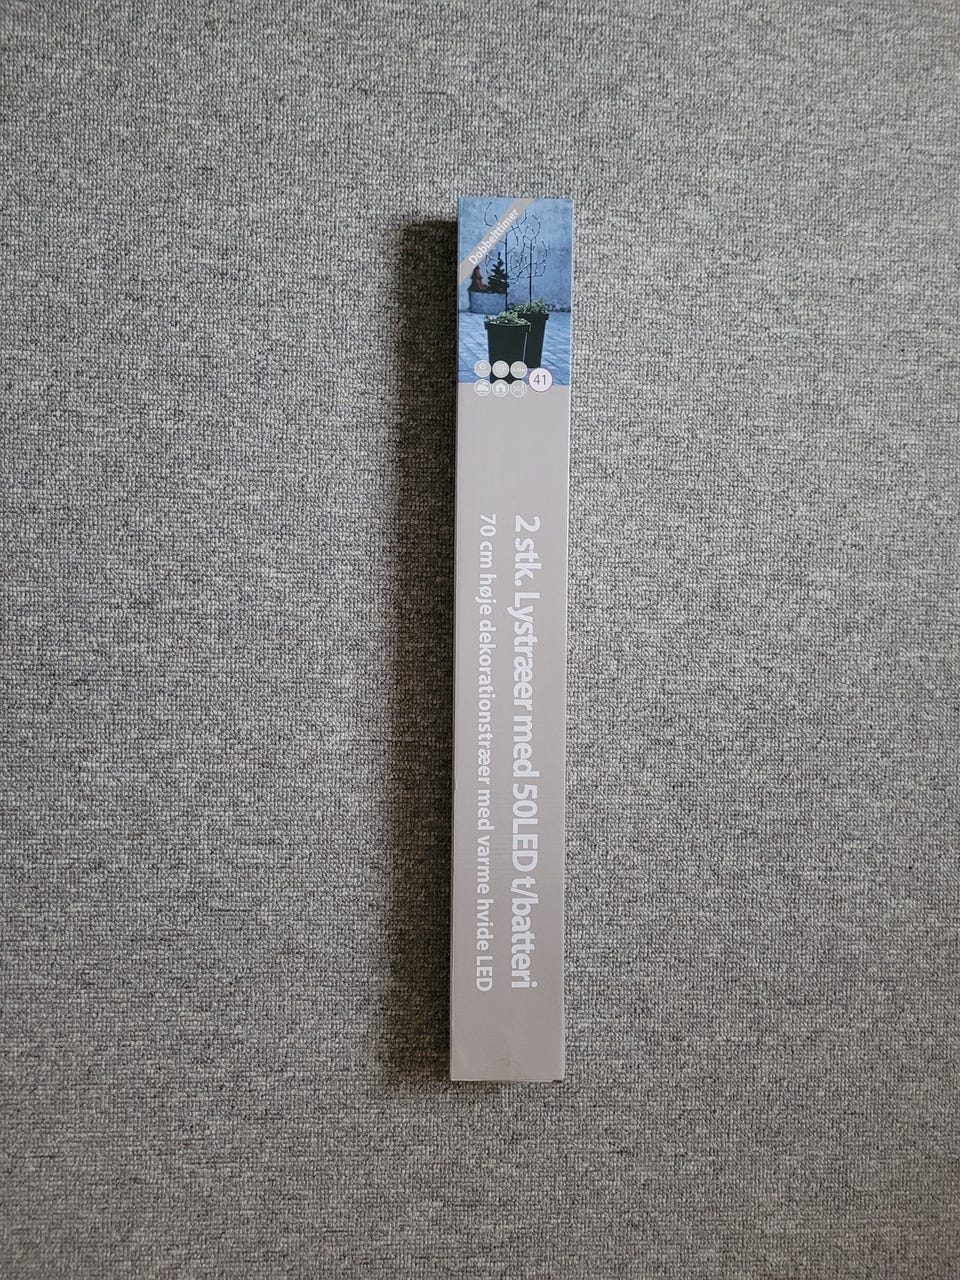 Dobbelttimer
41
2 stk. Lystræer med 50LED t/batteri
70 cm høje dekorationstræer med varme hvide LED